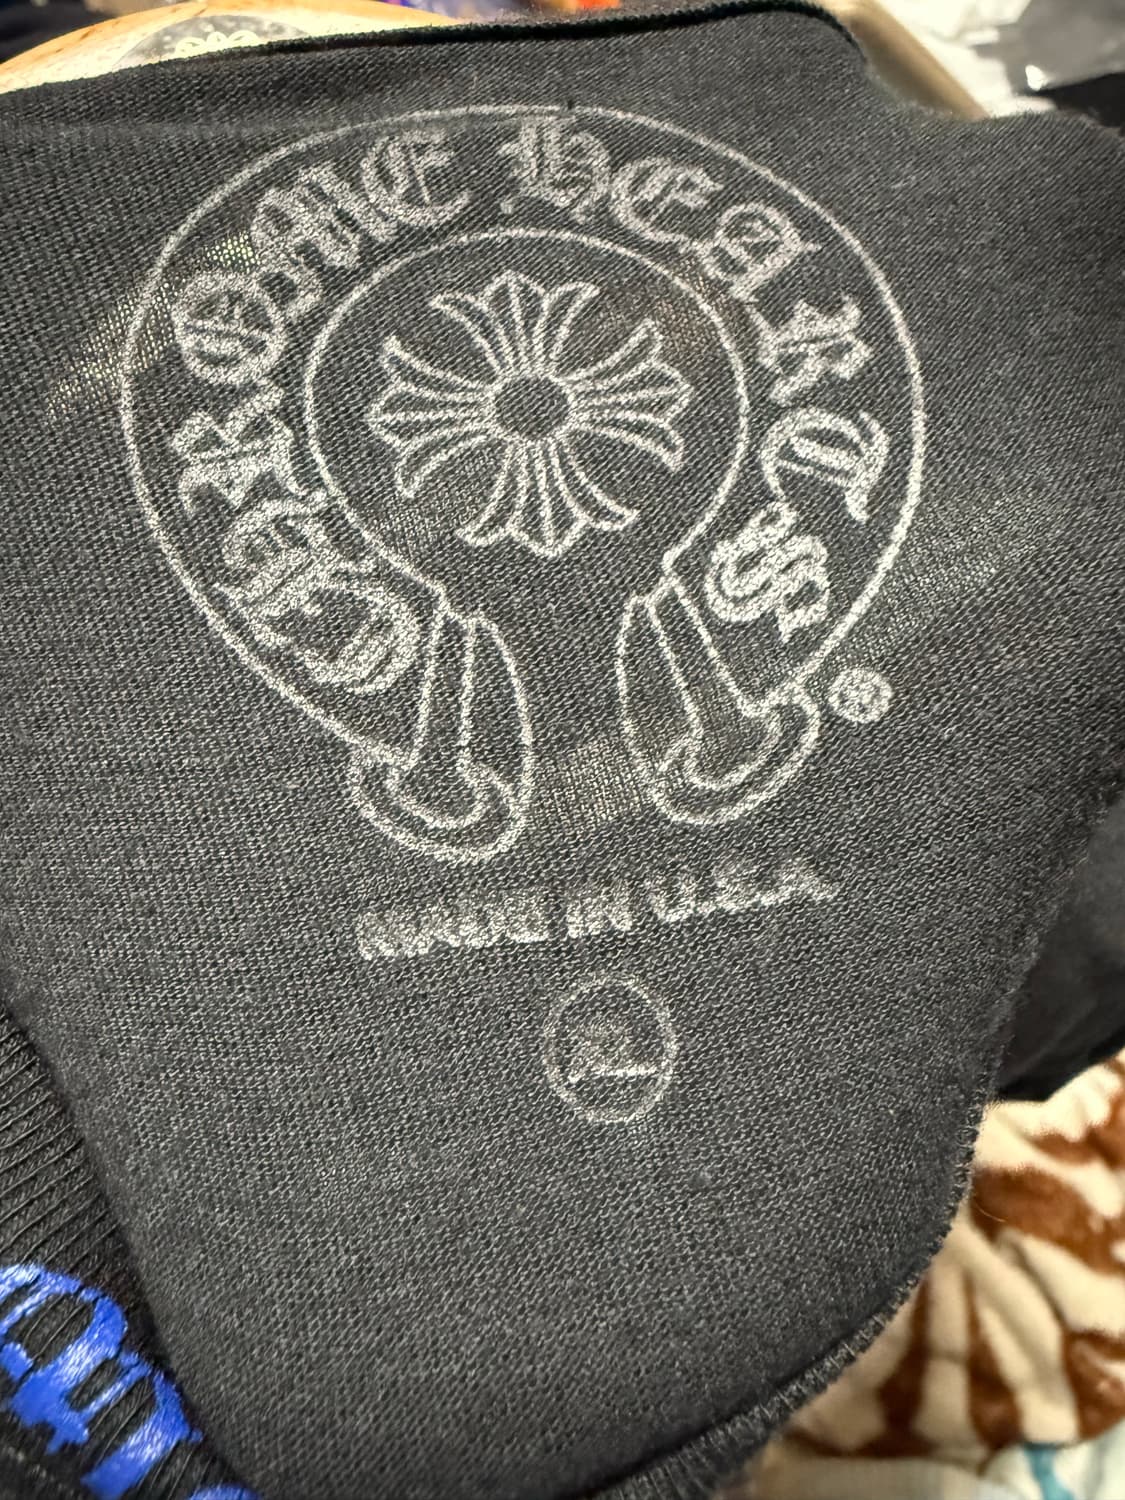 CHROME HEARTS
®
MADE IN U.S.A
L